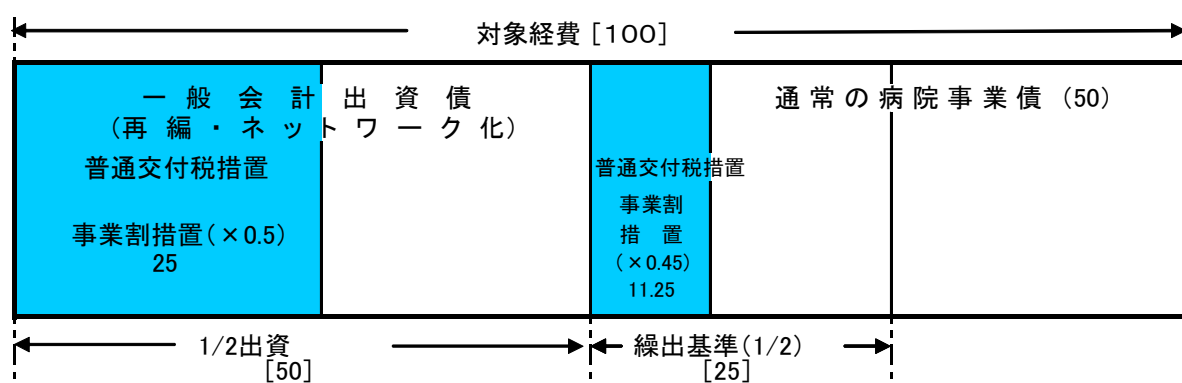 対象経費［１００］
一般会計出資債
（再編・ネットワーク化）
普通交付税措置
事業割措置（×0.5）
25
通常の病院事業債（50）
普通交付税措置
事業割
措置
（×0.45）
11.25
1/2出資
［50］
繰出基準（1/2）
［25］